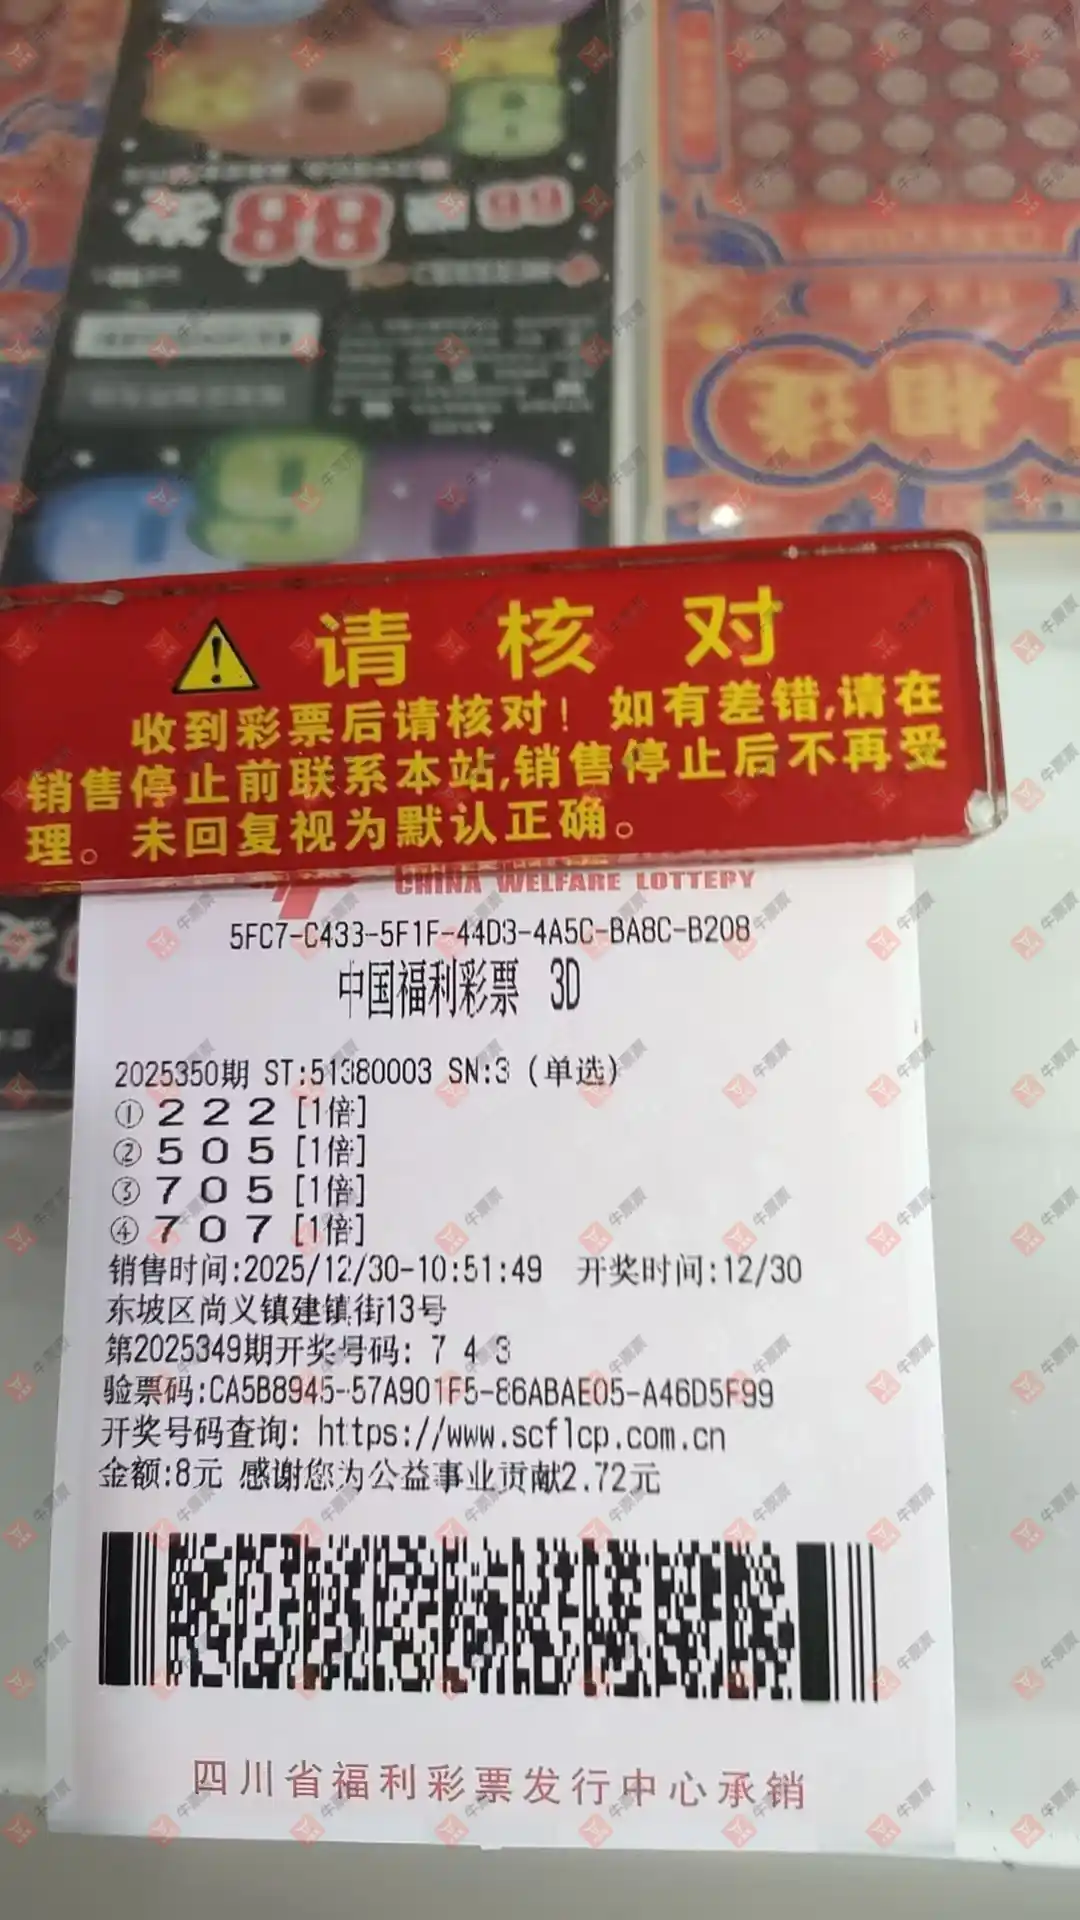 88
请核对
收到彩票后请核对！如有差错,请在
销售停止前联系本站,销售停止后不再受
理。未回复视为默认正确。
CHINA WELFARE LOTTERY
5FC7-C433-5F1F-44D3-4A5C-BA8C-B208
中国福利彩票 3D
2025350期 ST:51380003 SN:3 (单选)
① 2 2 2 [1倍]
② 5 0 5 [1倍]
③ 7 0 5 [1倍]
④ 7 0 7 [1倍]
销售时间:2025/12/30-10:51:49 开奖时间:12/30
东坡区尚义镇建镇街13号
第2025349期开奖号码: 7 4 3
验票码:CA5B8945-57A901F5-86ABAE05-A46D5F99
开奖号码查询: https://www.scflcp.com.cn
金额:8元 感谢您为公益事业贡献2.72元
四川省福利彩票发行中心承销
牛票票